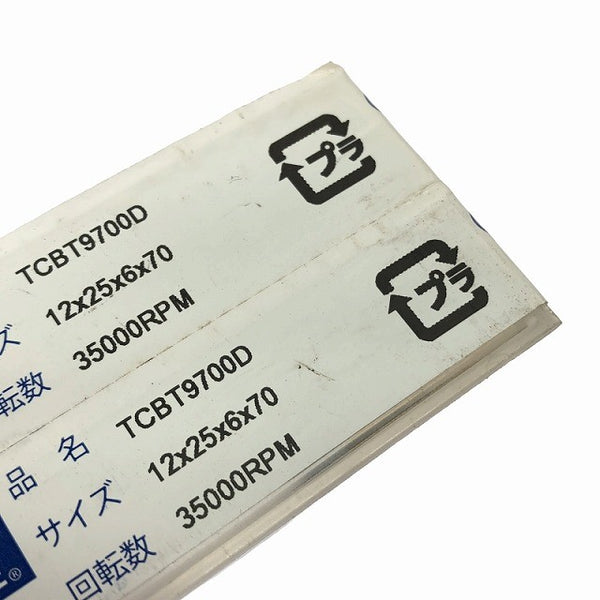 TCBT9700D
ズ 12x25x6x70
転数 35000RPM
プラ
品名 TCBT9700D
サイズ 12x25x6x70
回転数 35000RPM
プラ
®